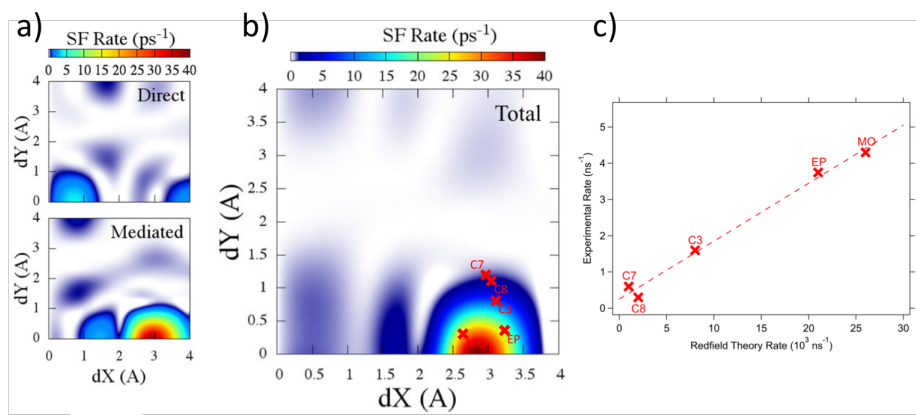 a)
SF Rate (ps⁻¹)
0 5 10 15 20 25 30 35 40
Direct
4
3
2
1
0
dY (A)
Mediated
4
3
2
1
0
dY (A)
0 1 2 3 4
dX (A)
b)
SF Rate (ps⁻¹)
0 5 10 15 20 25 30 35 40
Total
4
3.5
3
2.5
2
1.5
1
0.5
0
dY (A)
C7
C8
C3
EP
0 0.5 1 1.5 2 2.5 3 3.5 4
dX (A)
c)
5
4
3
2
1
0
Experimental Rate (ns⁻¹)
MO
EP
C3
C7
C8
0 5 10 15 20 25 30
Redfield Theory Rate (10³ ns⁻¹)